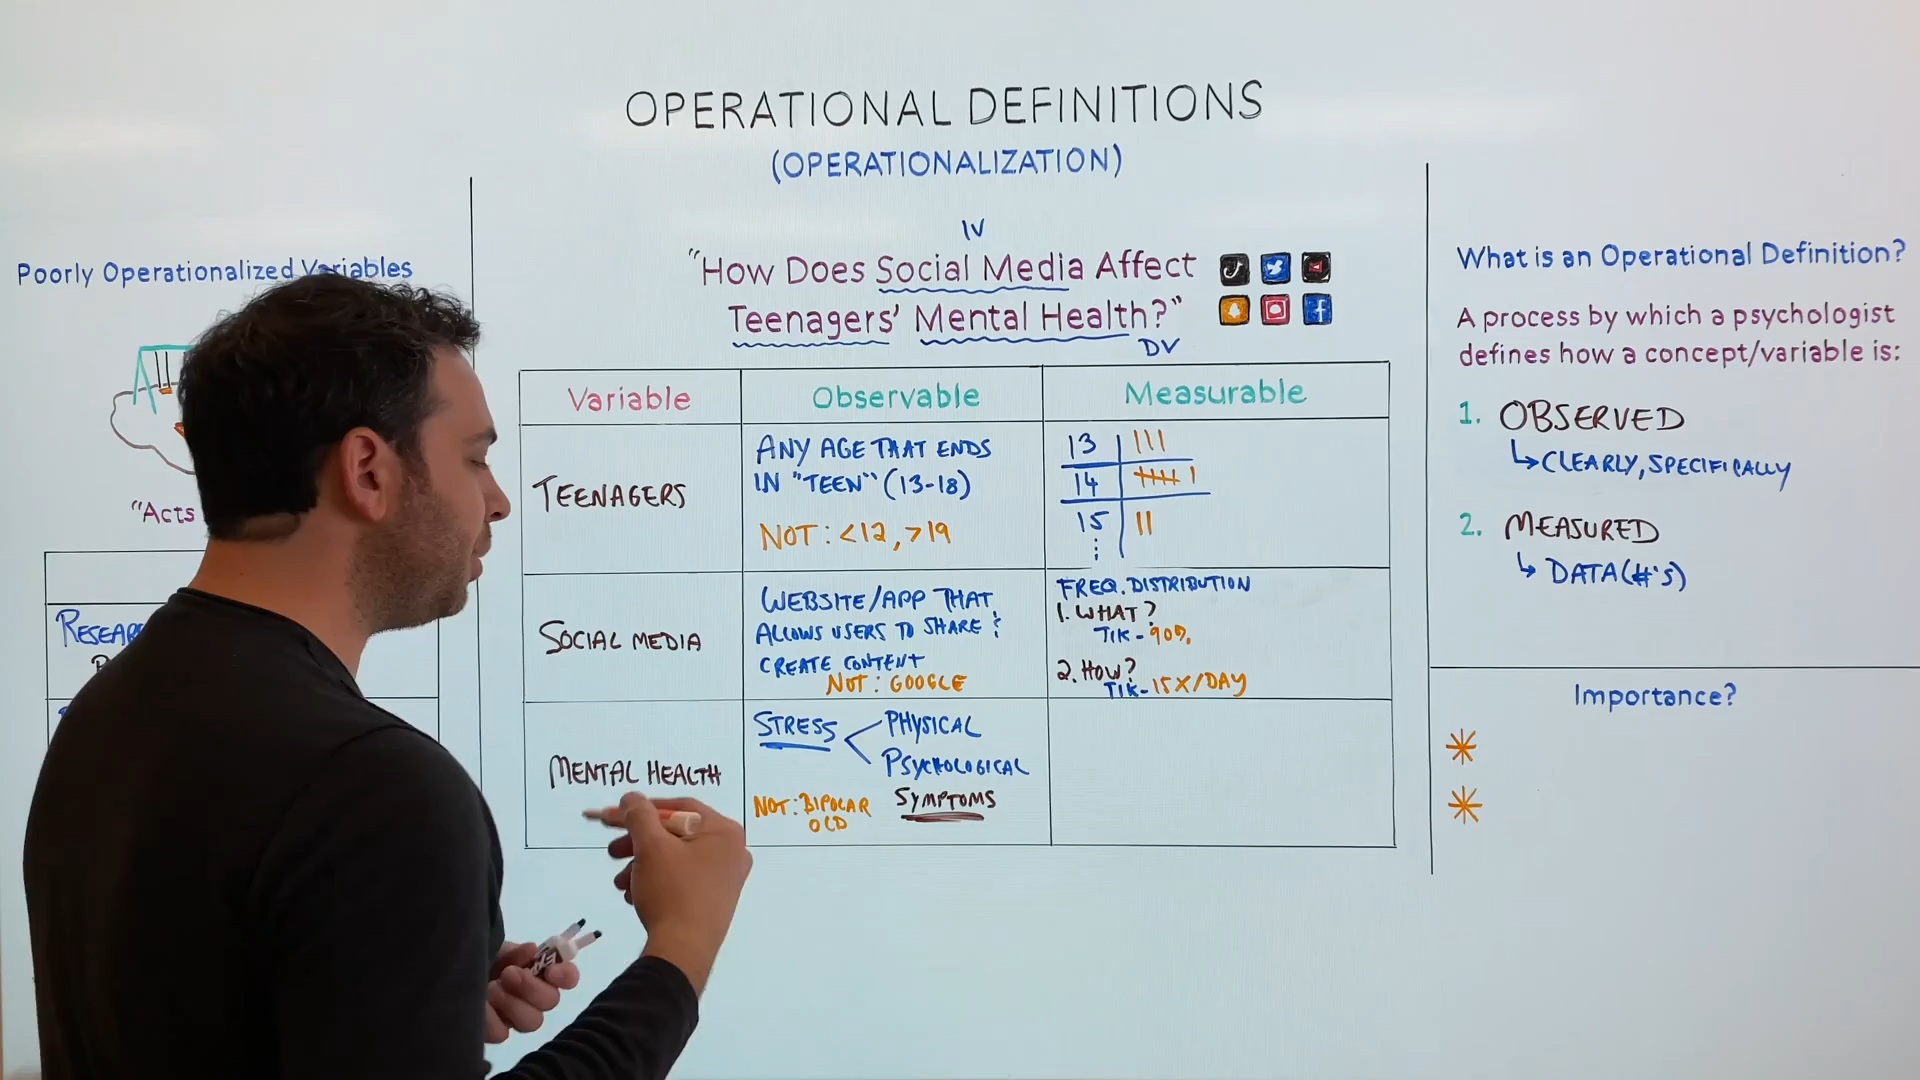 OPERATIONAL DEFINITIONS
(OPERATIONALIZATION)
Poorly Operationalized Variables
"Acts
IV
"How Does Social Media Affect
Teenagers' Mental Health?"
DV
Variable Observable Measurable
TEENAGERS
ANY AGE THAT ENDS
IN "TEEN" (13-18)
NOT: <12, >19
13 |||
14 |||| |
15 ||
SOCIAL MEDIA
WEBSITE/APP THAT
ALLOWS USERS TO SHARE &
CREATE CONTENT
NOT: GOOGLE
FREQ. DISTRIBUTION
1. WHAT?
TIK - 90%
2. HOW?
TIK - 15X/DAY
MENTAL HEALTH
STRESS
PHYSICAL
PSYCHOLOGICAL
SYMPTOMS
NOT: BIPOLAR
OCD
What is an Operational Definition?
A process by which a psychologist
defines how a concept/variable is:
1. OBSERVED
↳ CLEARLY, SPECIFICALLY
2. MEASURED
↳ DATA (#'s)
Importance?